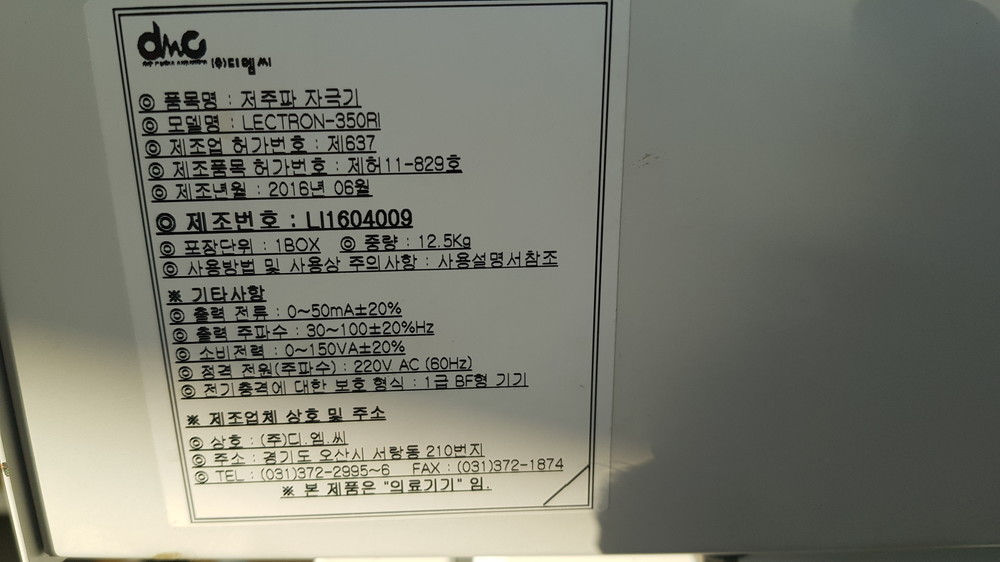 dmc (주)디엠씨
◎ 품목명 : 저주파 자극기
◎ 모델명 : LECTRON-350RI
◎ 제조업 허가번호 : 제637
◎ 제조품목 허가번호 : 제허11-829호
◎ 제조년월 : 2016년 06월
◎ 제조번호 : LI1604009
◎ 포장단위 : 1BOX ◎ 중량 : 12.5Kg
◎ 사용방법 및 사용상 주의사항 : 사용설명서참조
※ 기타사항
◎ 출력 전류 : 0~50mA±20%
◎ 출력 주파수 : 30~100±20%Hz
◎ 소비전력 : 0~150VA±20%
◎ 정격 전원(주파수) : 220V AC (60Hz)
◎ 전기충격에 대한 보호 형식 : 1급 BF형 기기
※ 제조업체 상호 및 주소
◎ 상호 : (주)디.엠.씨
◎ 주소 : 경기도 오산시 서랑동 210번지
◎ TEL : (031)372-2995~6 FAX : (031)372-1874
※ 본 제품은 "의료기기" 임.